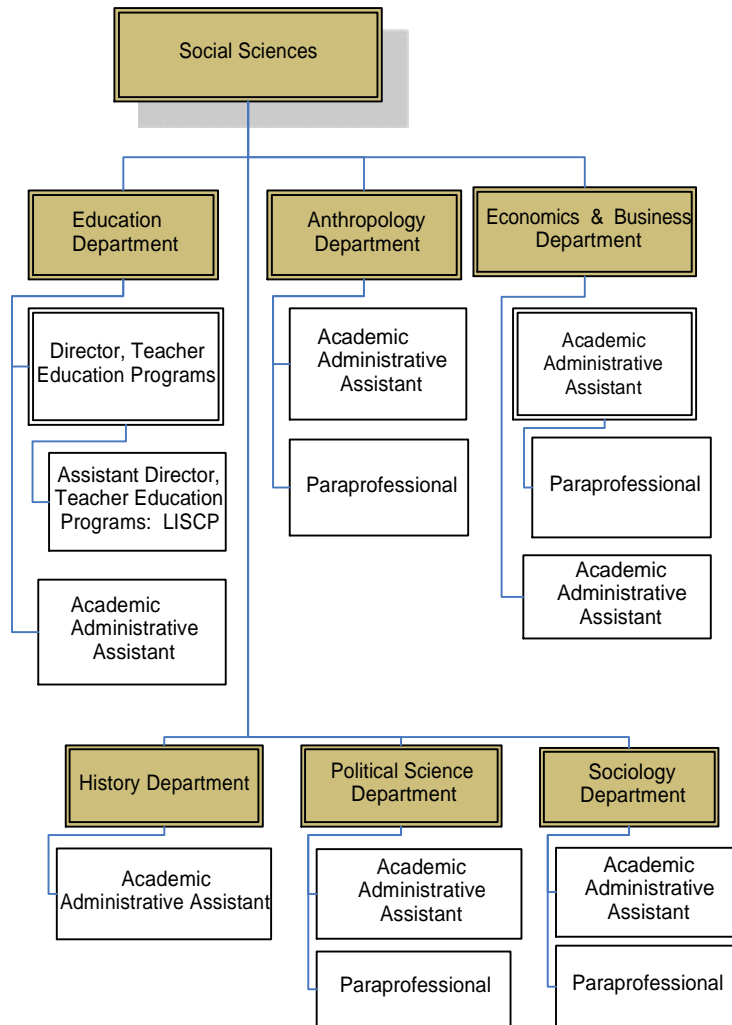 Social Sciences
Education
Department
Director, Teacher
Education Programs
Assistant Director,
Teacher Education
Programs: LISCP
Academic
Administrative
Assistant
Anthropology
Department
Academic
Administrative
Assistant
Paraprofessional
Economics & Business
Department
Academic
Administrative
Assistant
Paraprofessional
Academic
Administrative
Assistant
History Department
Academic
Administrative Assistant
Political Science
Department
Academic
Administrative
Assistant
Paraprofessional
Sociology
Department
Academic
Administrative
Assistant
Paraprofessional